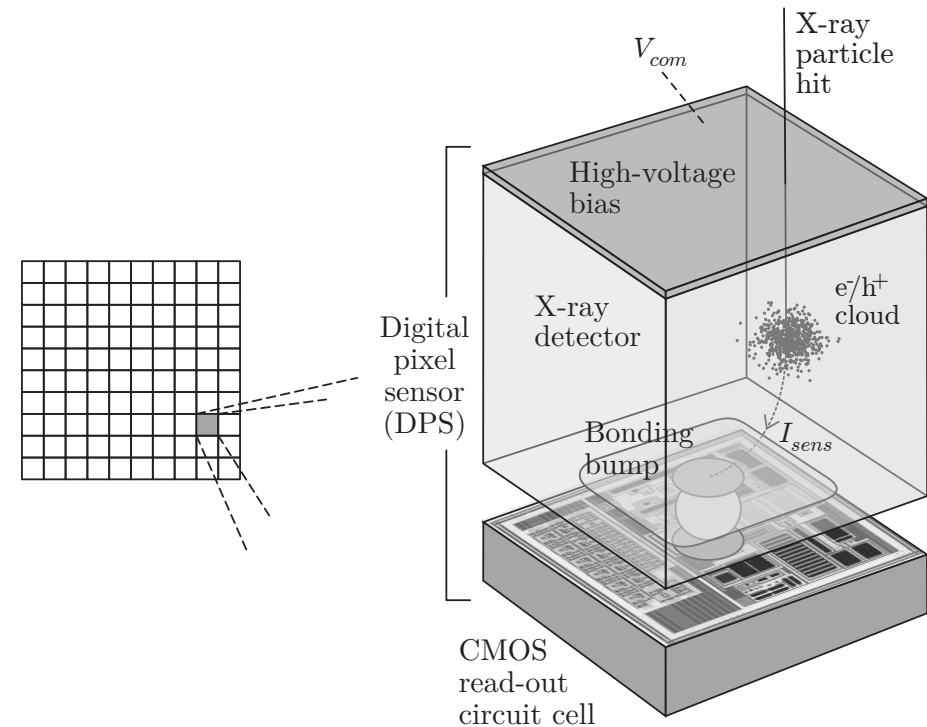 X-ray
particle
hit
V_com
High-voltage
bias
X-ray
detector
e⁻/h⁺
cloud
Digital
pixel
sensor
(DPS)
Bonding
bump
I_sens
CMOS
read-out
circuit cell